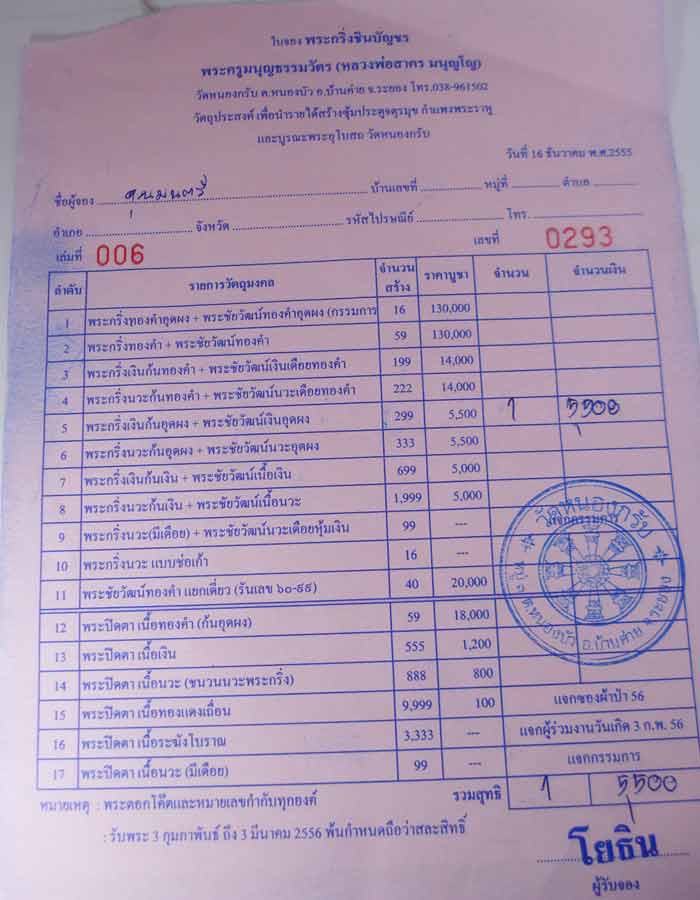 ใบจอง พระกริ่งชินบัญชร
พระครูมนูญธรรมวัตร (หลวงพ่อสาคร มนุญโญ)
วัดหนองกรับ ต.หนองบัว อ.บ้านค่าย จ.ระยอง โทร.038-961502
วัตถุประสงค์ เพื่อนำรายได้สร้างซุ้มประตูจตุรมุข กำแพงพระราหู
และบูรณะพระอุโบสถ วัดหนองกรับ
วันที่ 16 ธันวาคม พ.ศ.2555
ชื่อผู้จอง คุณมนตรี บ้านเลขที่ หมู่ที่ ตำบล
อำเภอ จังหวัด รหัสไปรษณีย์ โทร.
เล่มที่ 006 เลขที่ 0293
ลำดับ รายการวัตถุมงคล จำนวนสร้าง ราคาบูชา จำนวน จำนวนเงิน
1 พระกริ่งทองคำอุดผง + พระชัยวัฒน์ทองคำอุดผง (กรรมการ 16 130,000
2 พระกริ่งทองคำ + พระชัยวัฒน์ทองคำ 59 130,000
3 พระกริ่งเงินก้นทองคำ + พระชัยวัฒน์เงินเดือยทองคำ 199 14,000
4 พระกริ่งนวะก้นทองคำ + พระชัยวัฒน์นวะเดือยทองคำ 222 14,000
5 พระกริ่งเงินก้นอุดผง + พระชัยวัฒน์เงินอุดผง 299 5,500 1 5500
6 พระกริ่งนวะก้นอุดผง + พระชัยวัฒน์นวะอุดผง 333 5,500
7 พระกริ่งเงินก้นเงิน + พระชัยวัฒน์เนื้อเงิน 699 5,000
8 พระกริ่งนวะก้นเงิน + พระชัยวัฒน์เนื้อนวะ 1,999 5,000
9 พระกริ่งนวะ(มีเดือย) + พระชัยวัฒน์นวะเดือยหุ้มเงิน 99 --- แจกกรรมการ
10 พระกริ่งนวะ แบบช่อเก้า 16 ---
11 พระชัยวัฒน์ทองคำ แยกเดี่ยว (รันเลข ๖๐-๙๙) 40 20,000
12 พระปิดตา เนื้อทองคำ (ก้นอุดผง) 59 18,000
13 พระปิดตา เนื้อเงิน 555 1,200
14 พระปิดตา เนื้อนวะ (ชนวนนวะพระกริ่ง) 888 800
15 พระปิดตา เนื้อทองแดงเถื่อน 9,999 100 แจกซองผ้าป่า 56
16 พระปิดตา เนื้อระฆังโบราณ 3,333 --- แจกผู้ร่วมงานวันเกิด 3 ก.พ. 56
17 พระปิดตา เนื้อนวะ (มีเดือย) 99 --- แจกกรรมการ
วัดหนองกรับ
ต.หนองบัว อ.บ้านค่าย จ.ระยอง
หมายเหตุ : พระตอกโค๊ตและหมายเลขกำกับทุกองค์ รวมสุทธิ 1 5500
: รับพระ 3 กุมภาพันธ์ ถึง 3 มีนาคม 2556 พ้นกำหนดถือว่าสละสิทธิ์
โยธิน
ผู้รับจอง